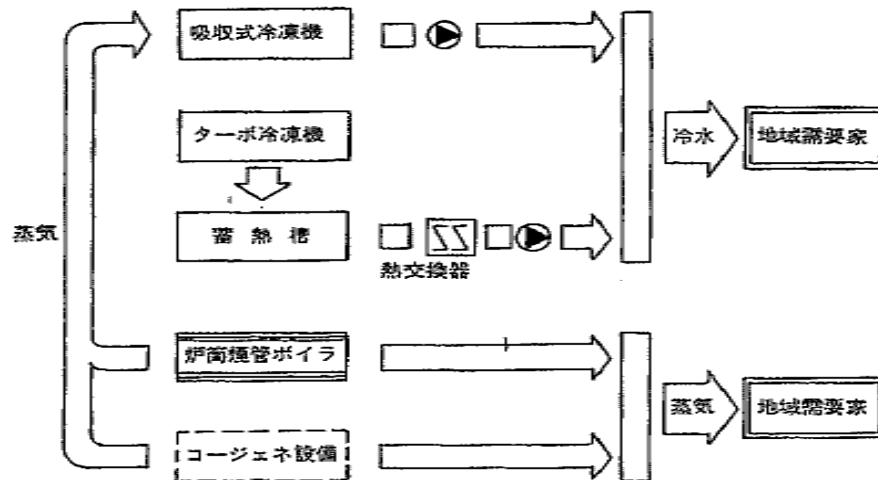 吸収式冷凍機
ターボ冷凍機
冷水
地域需要家
蒸気
蓄熱槽
熱交換器
炉筒煙管ボイラ
蒸気
地域需要家
コージェネ設備